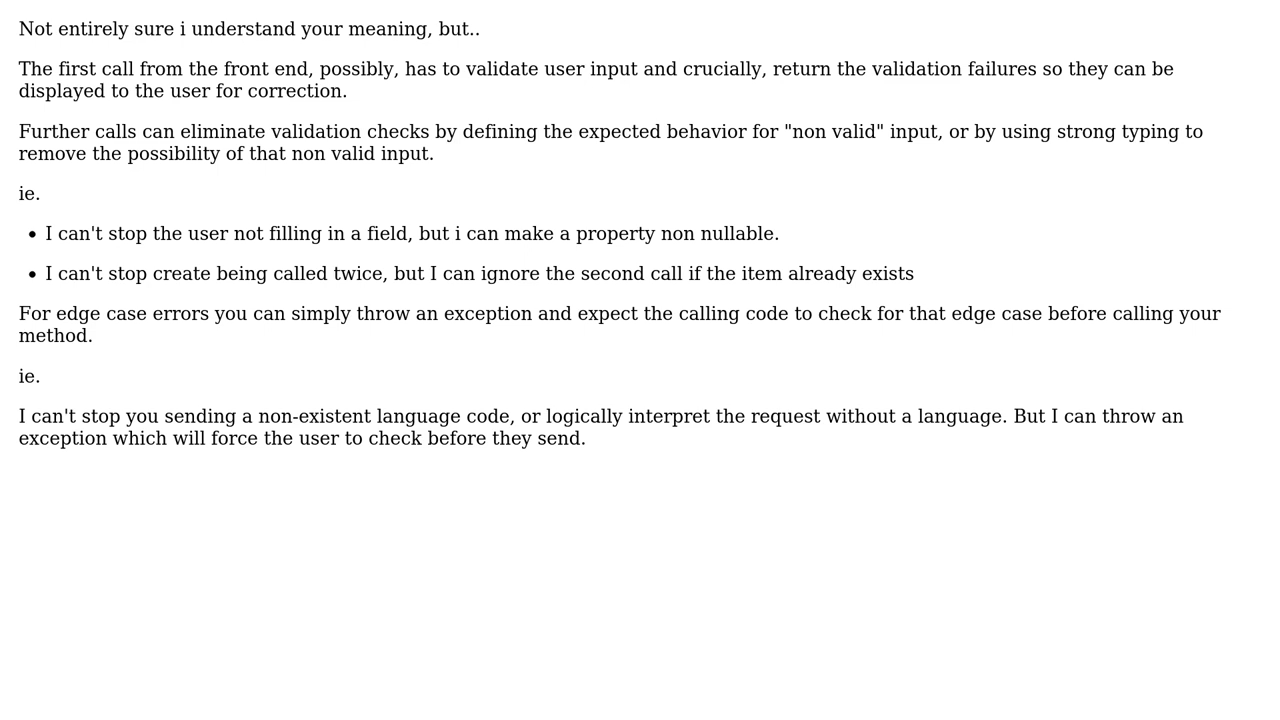 Not entirely sure i understand your meaning, but..
The first call from the front end, possibly, has to validate user input and crucially, return the validation failures so they can be
displayed to the user for correction.
Further calls can eliminate validation checks by defining the expected behavior for "non valid" input, or by using strong typing to
remove the possibility of that non valid input.
ie.
• I can't stop the user not filling in a field, but i can make a property non nullable.
• I can't stop create being called twice, but I can ignore the second call if the item already exists
For edge case errors you can simply throw an exception and expect the calling code to check for that edge case before calling your
method.
ie.
I can't stop you sending a non-existent language code, or logically interpret the request without a language. But I can throw an
exception which will force the user to check before they send.